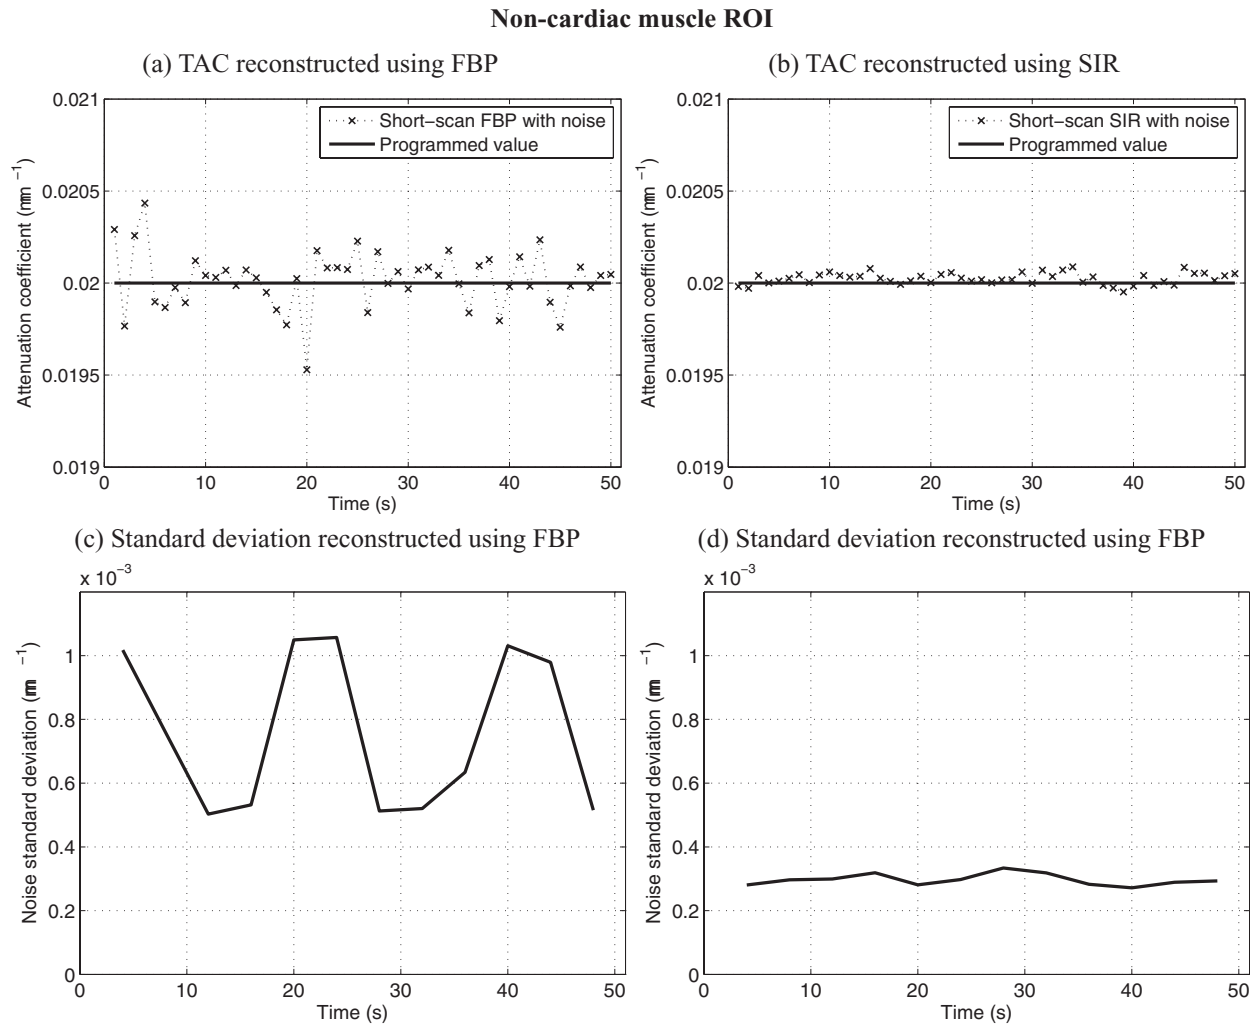 Non-cardiac muscle ROI
(a) TAC reconstructed using FBP
0.021
0.0205
0.02
0.0195
0.019
Attenuation coefficient (mm −1)
Short−scan FBP with noise
Programmed value
0 10 20 30 40 50
Time (s)
(b) TAC reconstructed using SIR
0.021
0.0205
0.02
0.0195
0.019
Attenuation coefficient (mm −1)
Short−scan SIR with noise
Programmed value
0 10 20 30 40 50
Time (s)
(c) Standard deviation reconstructed using FBP
x 10−3
1
0.8
0.6
0.4
0.2
0
Noise standard deviation (mm −1)
0 10 20 30 40 50
Time (s)
(d) Standard deviation reconstructed using FBP
x 10−3
1
0.8
0.6
0.4
0.2
0
Noise standard deviation (mm −1)
0 10 20 30 40 50
Time (s)